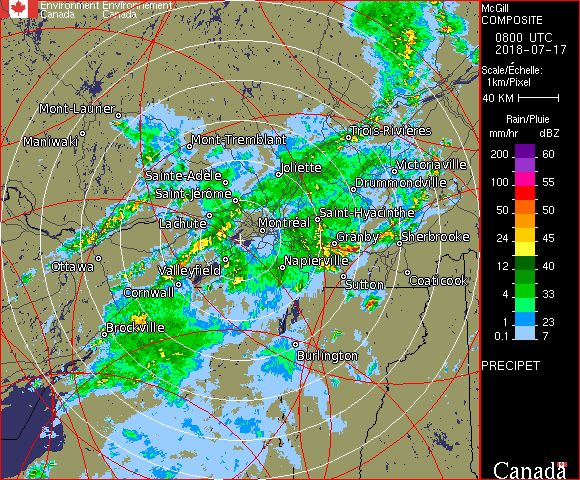 Environment Environnement
Canada Canada
McGill
COMPOSITE
0800 UTC
2018-07-17
Scale/Échelle:
1km/Pixel
40 KM
Rain/Pluie
mm/hr dBZ
200 60
100 55
50 50
24 45
12 40
4 33
1 23
0.1 7
PRECIPET
Canada
Mont-Laurier
Maniwaki
Mont-Tremblant
Trois-Rivières
Sainte-Adèle
Joliette
Victoriaville
Saint-Jérôme
Drummondville
Lachute
Montréal
Saint-Hyacinthe
Granby
Sherbrooke
Ottawa
Valleyfield
Napierville
Cornwall
Sutton
Coaticook
Brockville
Burlington